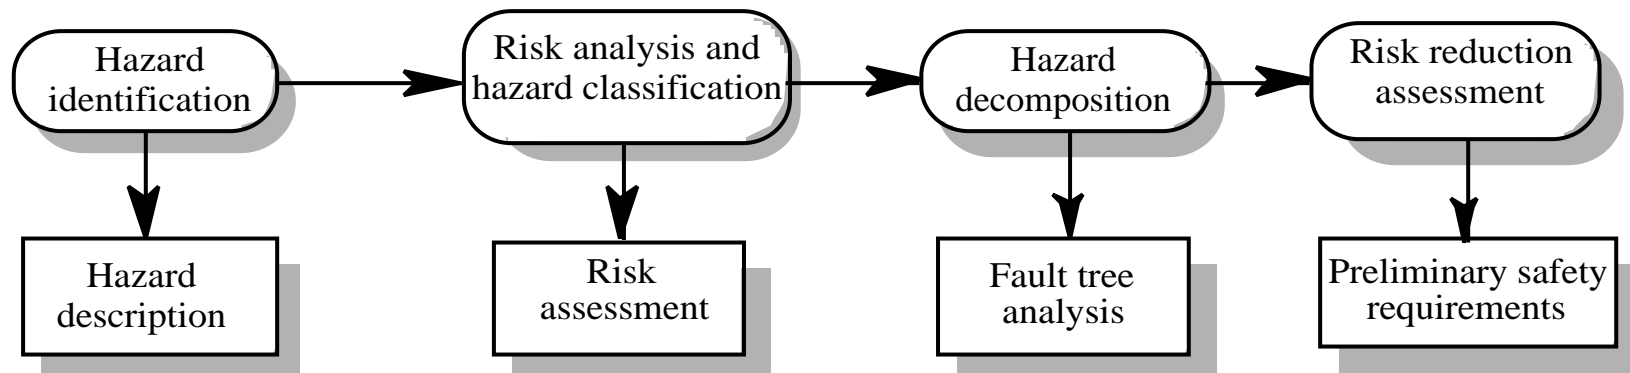 Hazard
identification
Risk analysis and
hazard classification
Hazard
decomposition
Risk reduction
assessment
Hazard
description
Risk
assessment
Fault tree
analysis
Preliminary safety
requirements